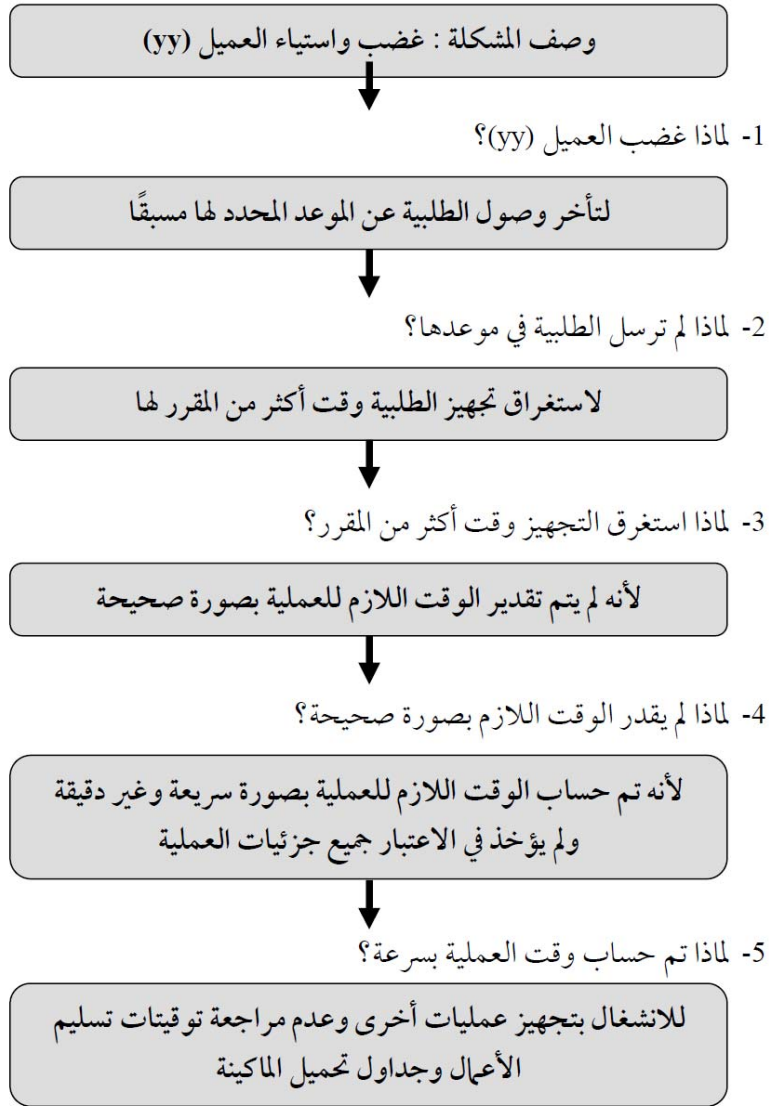 وصف المشكلة : غضب واستياء العميل (yy)
1- لماذا غضب العميل (yy)؟
لتأخر وصول الطلبية عن الموعد المحدد لها مسبقًا
2- لماذا لم ترسل الطلبية في موعدها؟
لاستغراق تجهيز الطلبية وقت أكثر من المقرر لها
3- لماذا استغرق التجهيز وقت أكثر من المقرر؟
لأنه لم يتم تقدير الوقت اللازم للعملية بصورة صحيحة
4- لماذا لم يقدر الوقت اللازم بصورة صحيحة؟
لأنه تم حساب الوقت اللازم للعملية بصورة سريعة وغير دقيقة
ولم يؤخذ في الاعتبار جميع جزئيات العملية
5- لماذا تم حساب وقت العملية بسرعة؟
للانشغال بتجهيز عمليات أخرى وعدم مراجعة توقيتات تسليم
الأعمال وجداول تحميل الماكينة